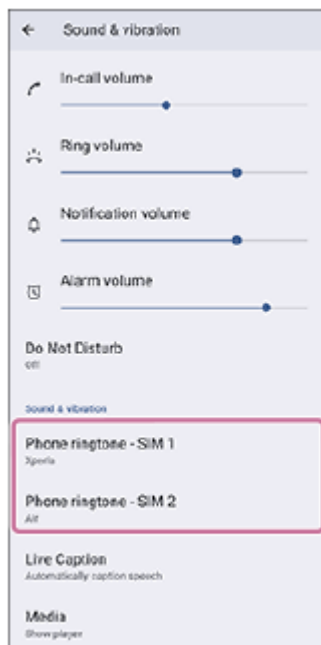 Sound & vibration
In-call volume
Ring volume
Notification volume
Alarm volume
Do Not Disturb
Off
Sound & vibration
Phone ringtone - SIM 1
Xperia
Phone ringtone - SIM 2
Air
Live Caption
Automatically caption speech
Media
Show player